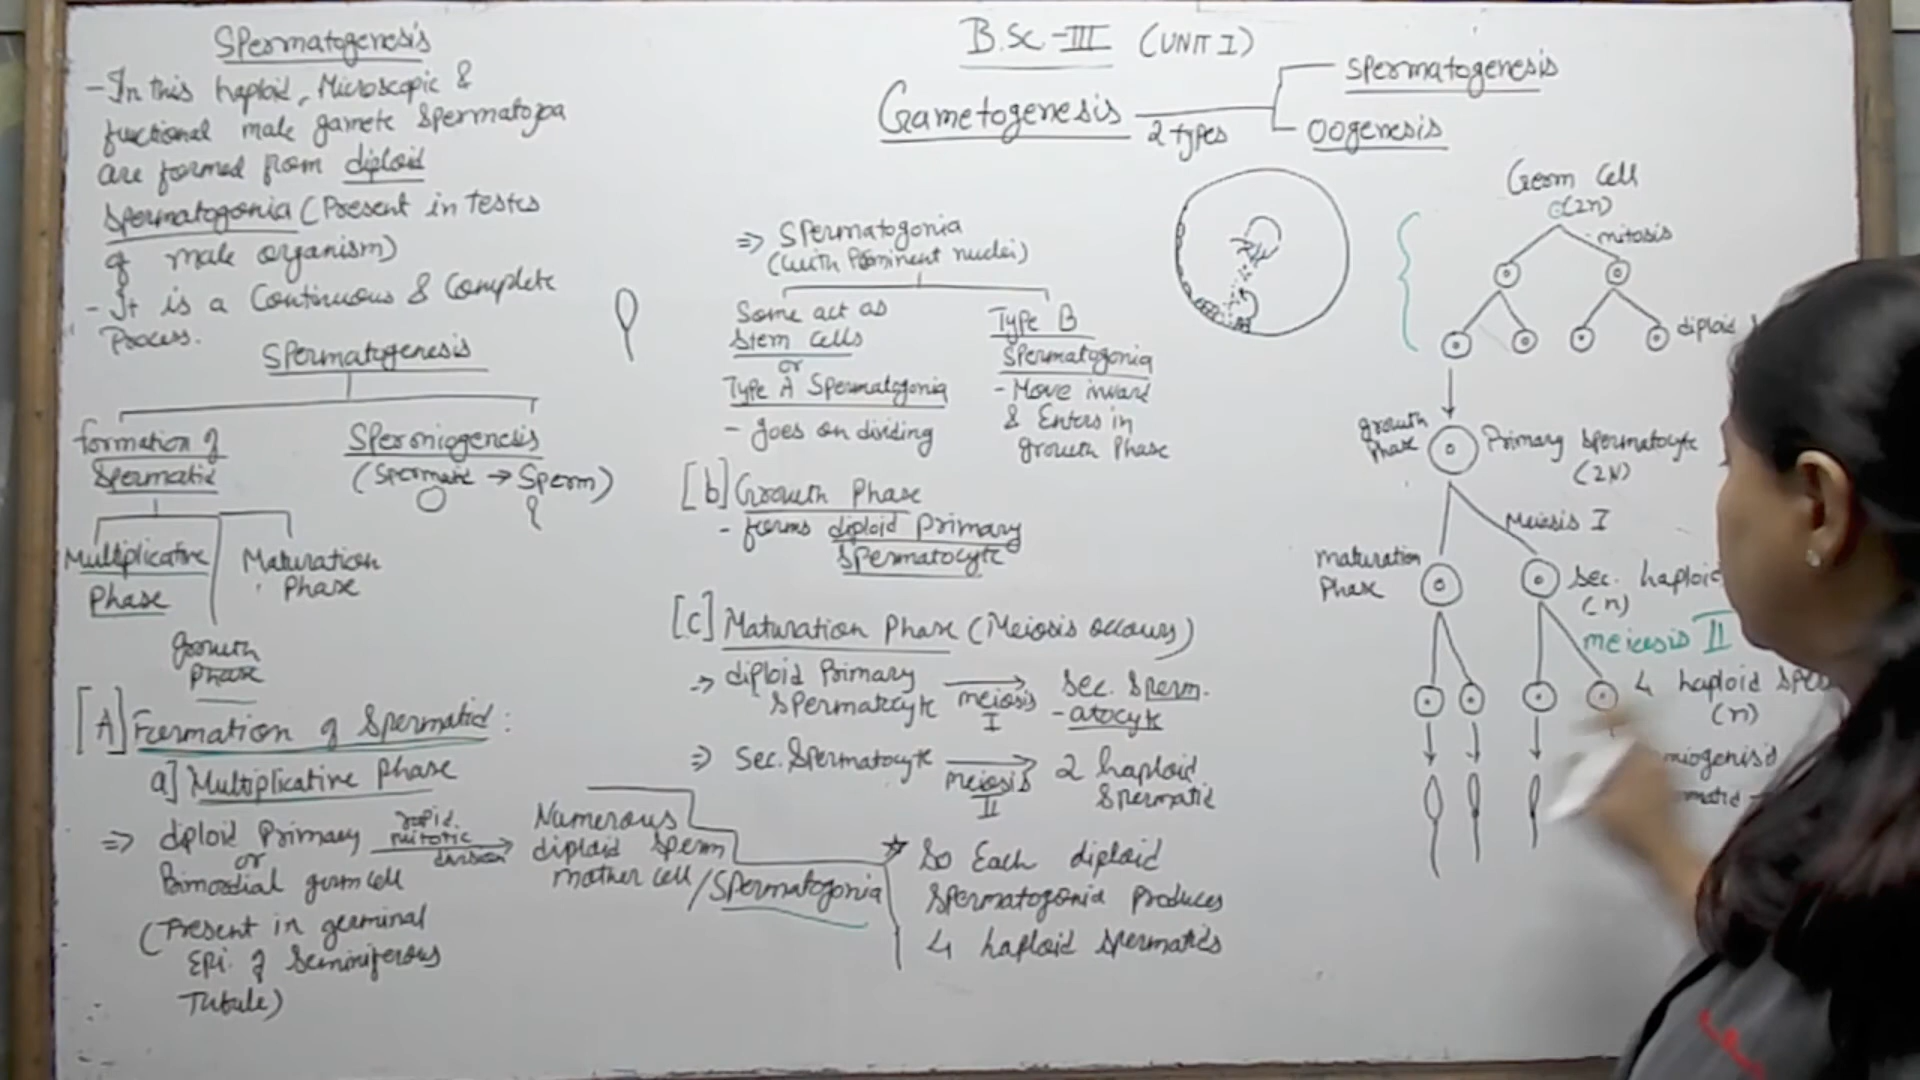 Spermatogenesis
- In this haploid, Microscopic &
functional male gamete Spermatozoa
are formed from diploid
Spermatogonia (Present in testes
of male organism)
- It is a Continuous & Complete
Process.
Spermatogenesis
formation of
Spermatid
Spermiogenesis
(Spermatic → Sperm)
Multiplicative
Phase
Maturation
Phase
Growth
Phase
[A] Formation of Spermatid :
a] Multiplicative Phase
⇒ diploid Primary
or
Primordial germ cell
(Present in germinal
Epi. of Seminiferous
Tubule)
rapid
mitotic
division
Numerous
diploid sperm
mother cell
/Spermatogonia
B.Sc-III (UNIT I)
Gametogenesis
2 types
Spermatogenesis
Oogenesis
⇒ Spermatogonia
(with Prominent nuclei)
Some act as
Stem Cells
or
Type A Spermatogonia
- Goes on dividing
Type B
Spermatogonia
- Move inward
& Enters in
growth Phase
[b] Growth Phase
- forms diploid primary
Spermatocyte
[c] Maturation Phase (Meiosis occurs)
→ diploid Primary
Spermatocyte
meiosis
I
Sec. Sperm.
-atocyte
⇒ Sec. Spermatocyte
meiosis
II
2 haploid
Spermatid
☆ So Each diploid
Spermatogonia Produces
4 haploid spermatids
Germ Cell
(2n)
mitosis
diploid
growth
Phase
Primary Spermatocyte
(2N)
Meiosis I
maturation
Phase
Sec. haploid
(n)
meiosis II
4 haploid
(n)